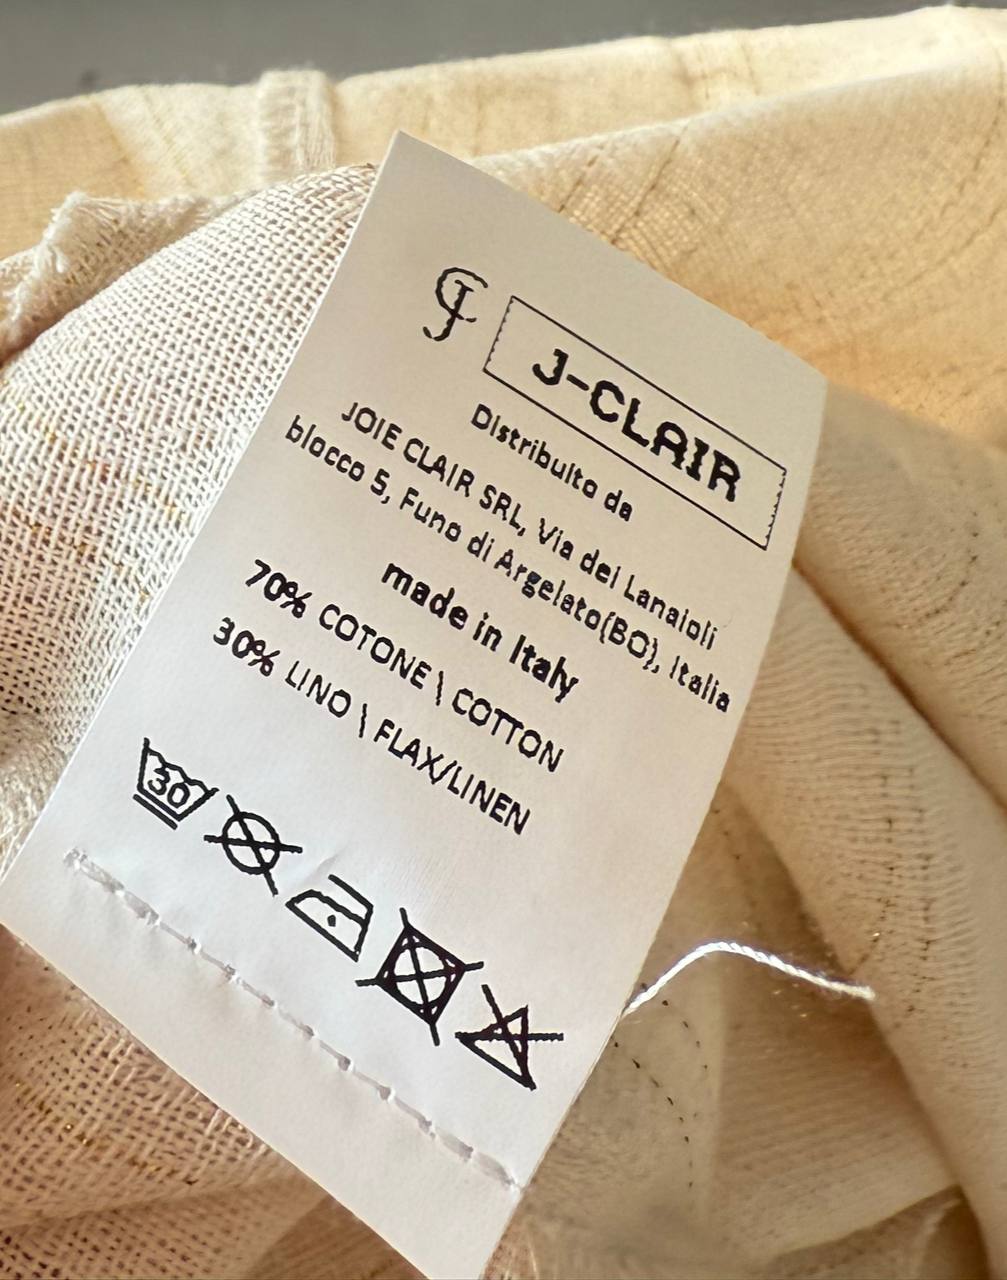 CJ
J-CLAIR
Distribuito da
JOIE CLAIR SRL, Via dei Lanaioli
blocco 5, Funo di Argelato(BO), Italia
made in Italy
70% COTONE \ COTTON
30% LINO \ FLAX/LINEN
30